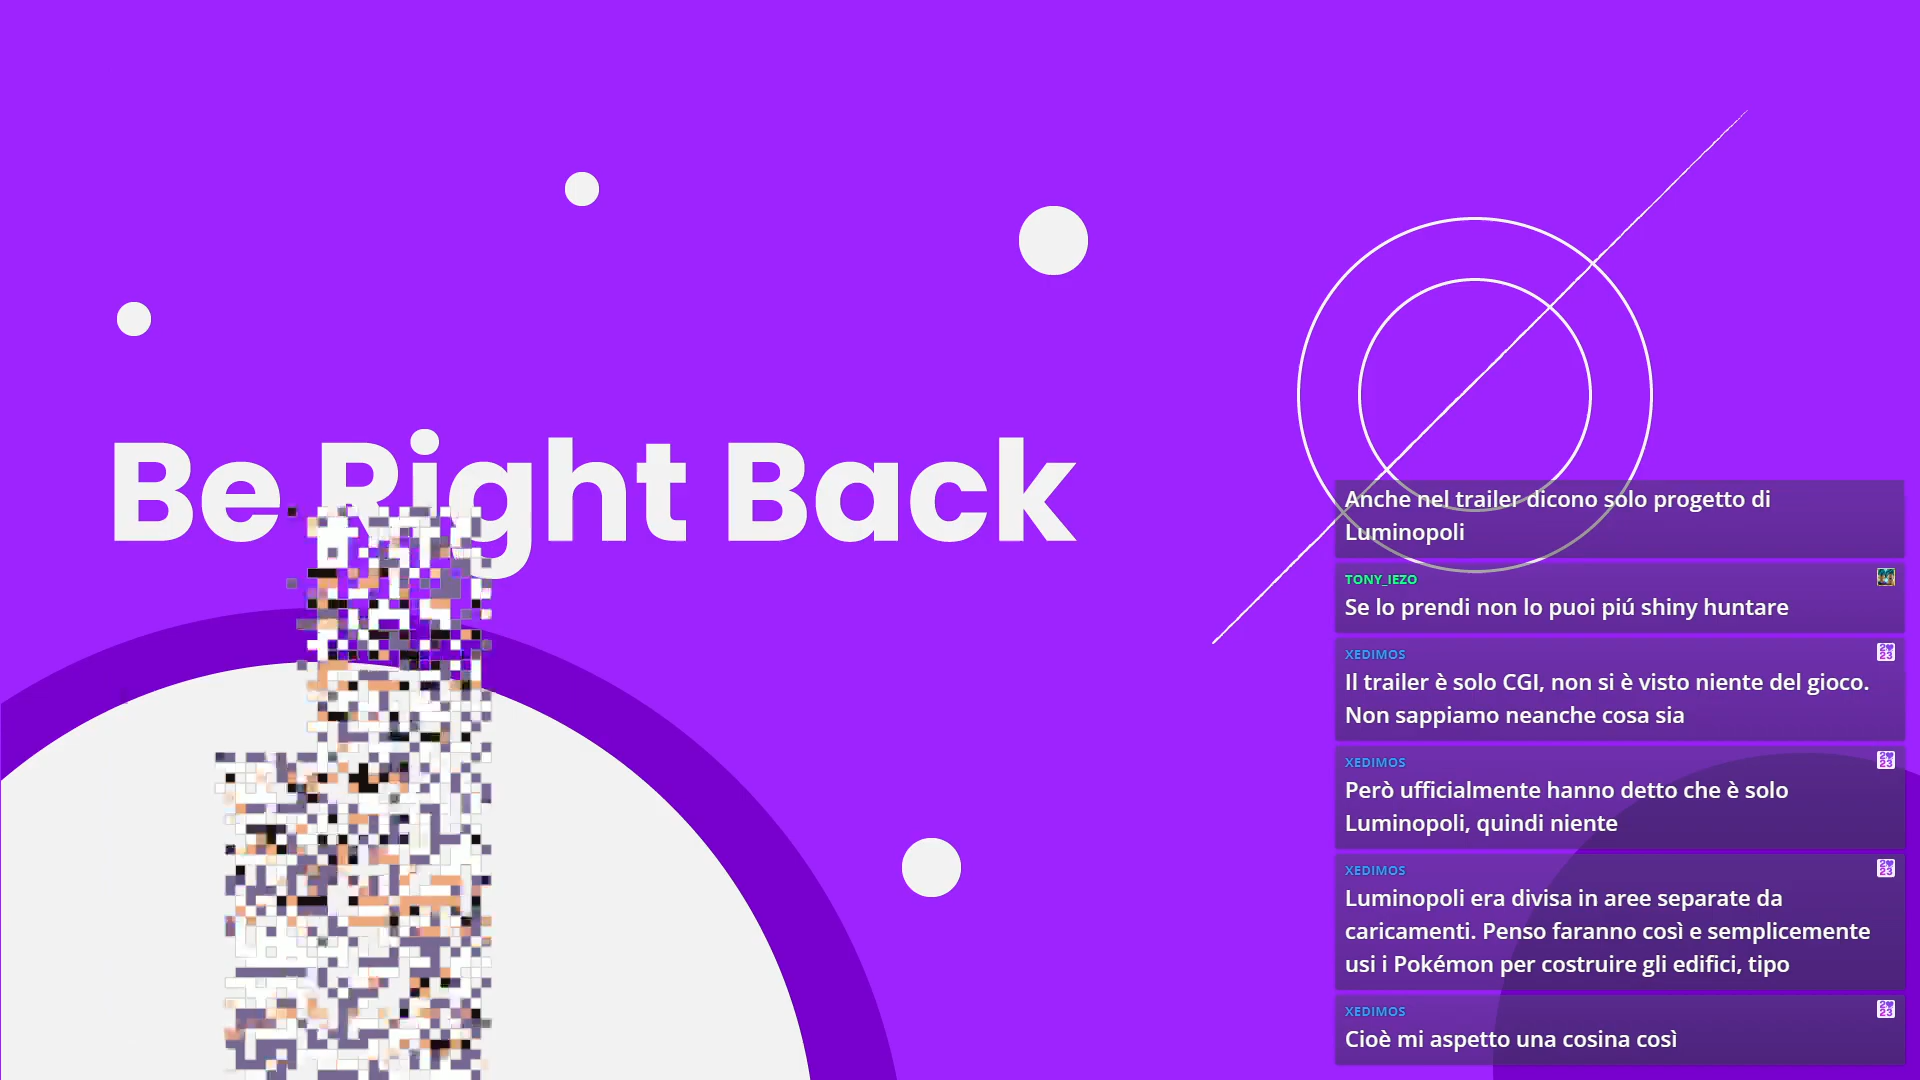 Be Right Back
Anche nel trailer dicono solo progetto di
Luminopoli
TONY_IEZO
Se lo prendi non lo puoi piú shiny huntare
XEDIMOS
Il trailer è solo CGI, non si è visto niente del gioco.
Non sappiamo neanche cosa sia
XEDIMOS
Però ufficialmente hanno detto che è solo
Luminopoli, quindi niente
XEDIMOS
Luminopoli era divisa in aree separate da
caricamenti. Penso faranno così e semplicemente
usi i Pokémon per costruire gli edifici, tipo
XEDIMOS
Cioè mi aspetto una cosina così